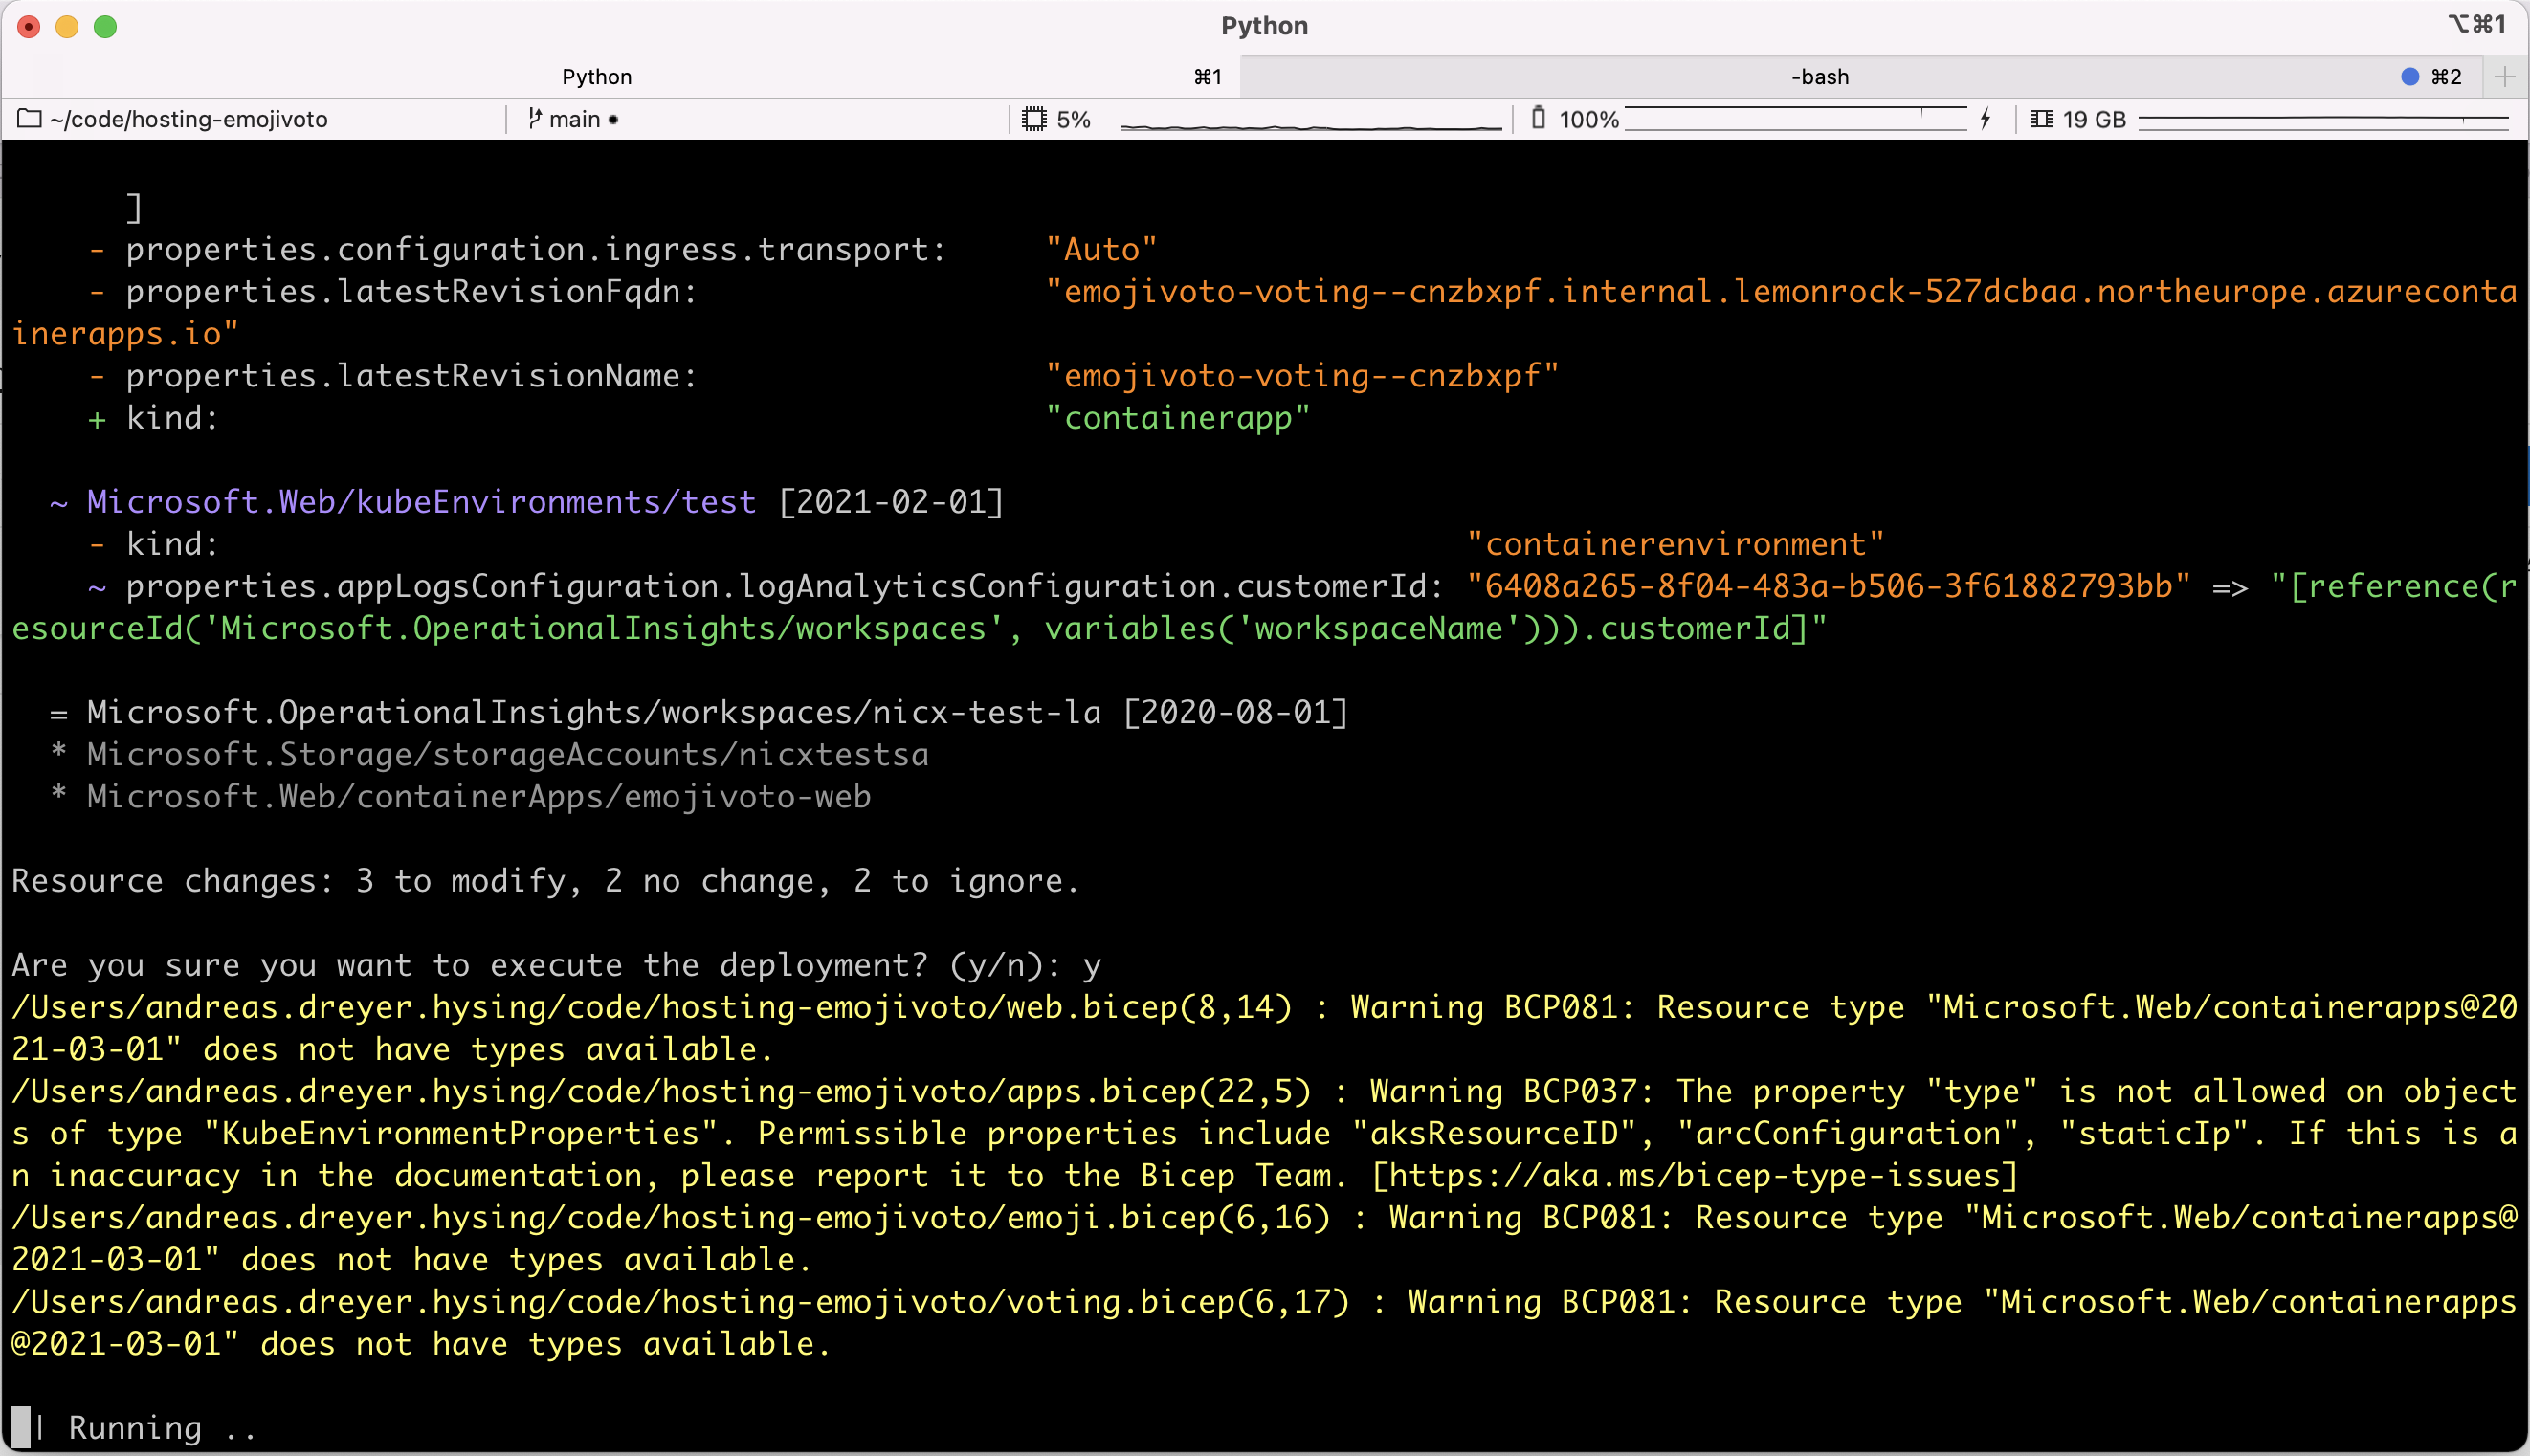 Python ⌥⌘1
Python ⌘1 -bash ⌘2
~/code/hosting-emojivoto main • 5% 100% 19 GB
]
- properties.configuration.ingress.transport: "Auto"
- properties.latestRevisionFqdn: "emojivoto-voting--cnzbxpf.internal.lemonrock-527dcbaa.northeurope.azureconta
inerapps.io"
- properties.latestRevisionName: "emojivoto-voting--cnzbxpf"
+ kind: "containerapp"
~ Microsoft.Web/kubeEnvironments/test [2021-02-01]
- kind: "containerenvironment"
~ properties.appLogsConfiguration.logAnalyticsConfiguration.customerId: "6408a265-8f04-483a-b506-3f61882793bb" => "[reference(r
esourceId('Microsoft.OperationalInsights/workspaces', variables('workspaceName'))).customerId]"
= Microsoft.OperationalInsights/workspaces/nicx-test-la [2020-08-01]
* Microsoft.Storage/storageAccounts/nicxtestsa
* Microsoft.Web/containerApps/emojivoto-web
Resource changes: 3 to modify, 2 no change, 2 to ignore.
Are you sure you want to execute the deployment? (y/n): y
/Users/andreas.dreyer.hysing/code/hosting-emojivoto/web.bicep(8,14) : Warning BCP081: Resource type "Microsoft.Web/containerapps@20
21-03-01" does not have types available.
/Users/andreas.dreyer.hysing/code/hosting-emojivoto/apps.bicep(22,5) : Warning BCP037: The property "type" is not allowed on object
s of type "KubeEnvironmentProperties". Permissible properties include "aksResourceID", "arcConfiguration", "staticIp". If this is a
n inaccuracy in the documentation, please report it to the Bicep Team. [https://aka.ms/bicep-type-issues]
/Users/andreas.dreyer.hysing/code/hosting-emojivoto/emoji.bicep(6,16) : Warning BCP081: Resource type "Microsoft.Web/containerapps@
2021-03-01" does not have types available.
/Users/andreas.dreyer.hysing/code/hosting-emojivoto/voting.bicep(6,17) : Warning BCP081: Resource type "Microsoft.Web/containerapps
@2021-03-01" does not have types available.
| Running ..